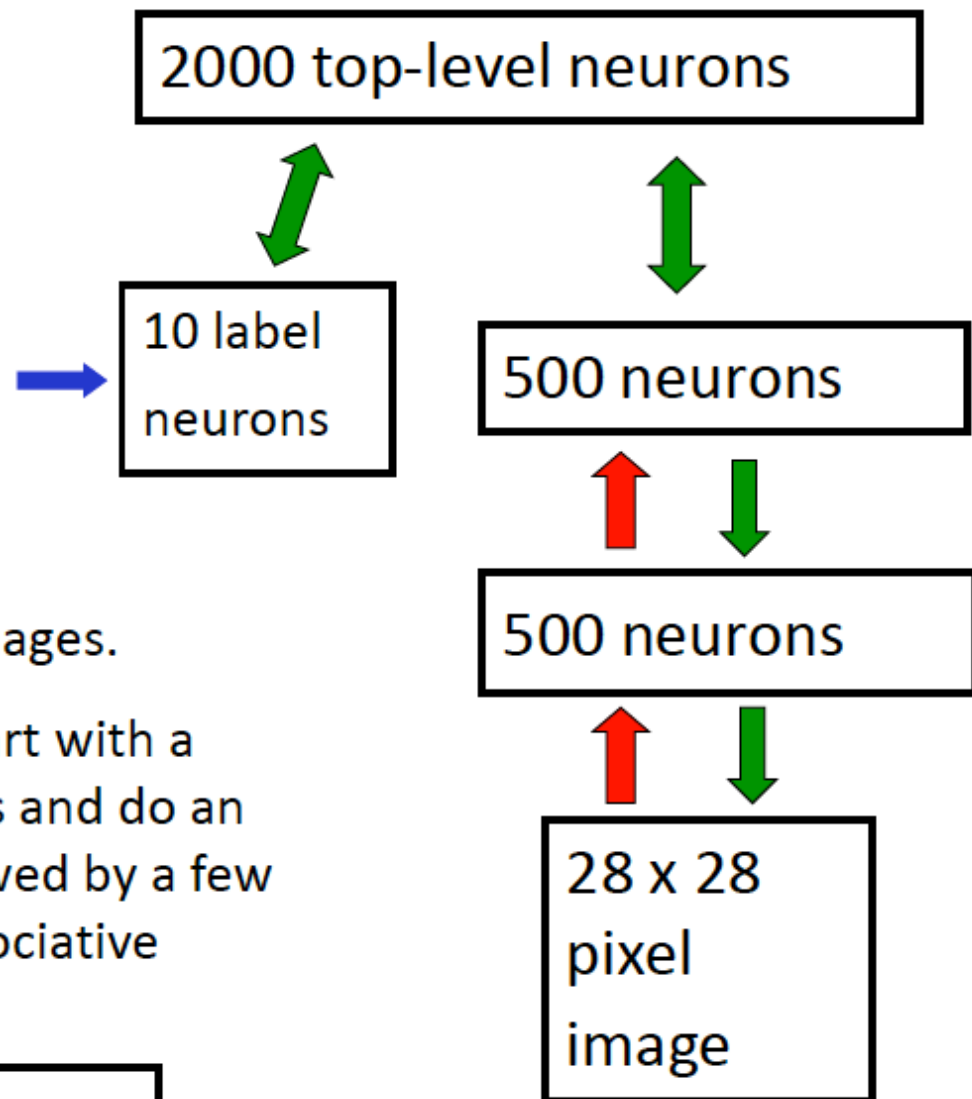 2000 top-level neurons
10 label
neurons
500 neurons
500 neurons
ages.
rt with a
s and do an
ved by a few
ociative
28 x 28
pixel
image